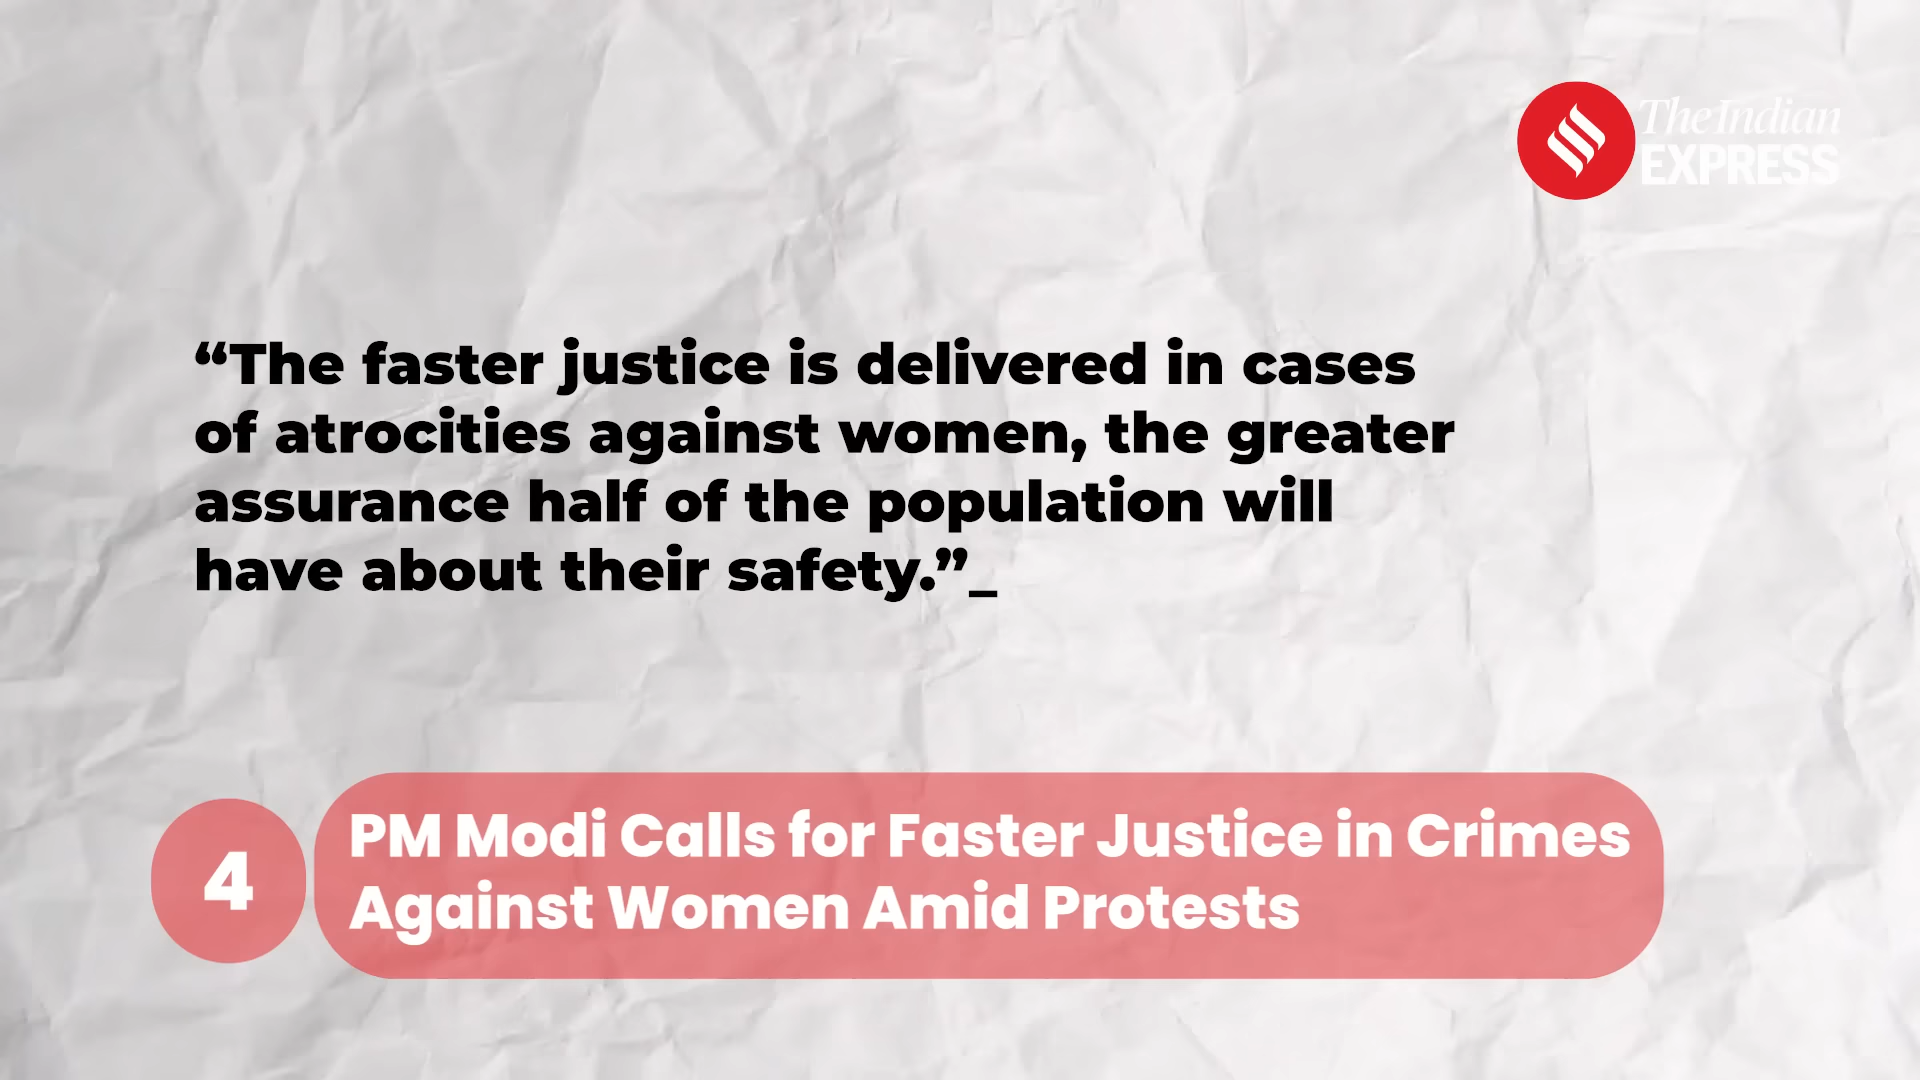 The Indian
EXPRESS
“The faster justice is delivered in cases
of atrocities against women, the greater
assurance half of the population will
have about their safety.”_
4
PM Modi Calls for Faster Justice in Crimes
Against Women Amid Protests